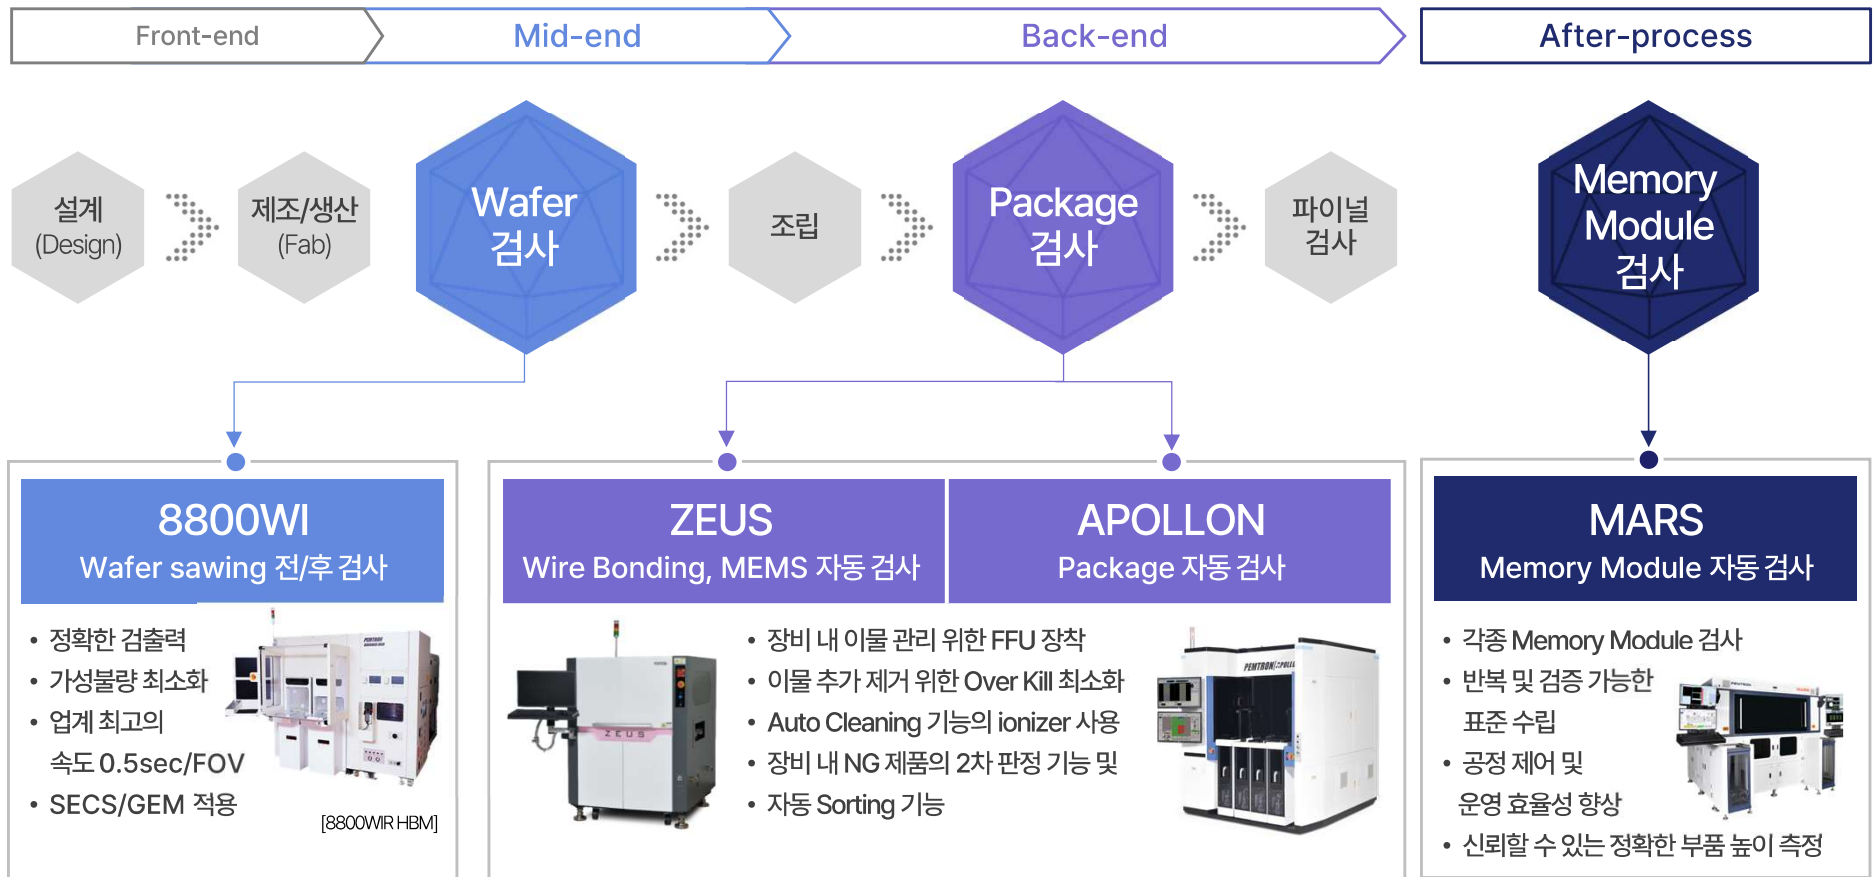 Front-end
Mid-end
Back-end
After-process
설계
(Design)
제조/생산
(Fab)
Wafer
검사
조립
Package
검사
파이널
검사
Memory
Module
검사
8800WI
Wafer sawing 전/후 검사
• 정확한 검출력
• 가성불량 최소화
• 업계 최고의
속도 0.5sec/FOV
• SECS/GEM 적용
PEMTRON
[8800WIR HBM]
ZEUS
Wire Bonding, MEMS 자동 검사
APOLLON
Package 자동 검사
ZEUS
• 장비 내 이물 관리 위한 FFU 장착
• 이물 추가 제거 위한 Over Kill 최소화
• Auto Cleaning 기능의 ionizer 사용
• 장비 내 NG 제품의 2차 판정 기능 및
• 자동 Sorting 기능
PEMTRON
MARS
Memory Module 자동 검사
• 각종 Memory Module 검사
• 반복 및 검증 가능한
표준 수립
• 공정 제어 및
운영 효율성 향상
• 신뢰할 수 있는 정확한 부품 높이 측정